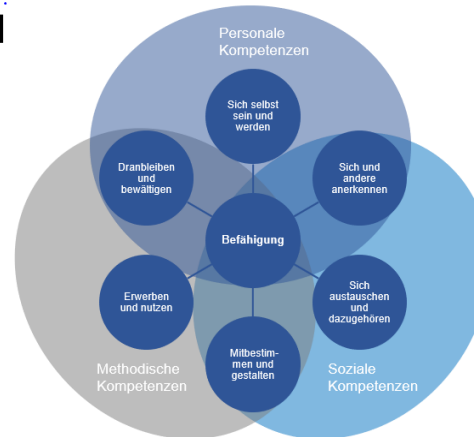 Personale
Kompetenzen
Sich selbst
sein und
werden
Dranbleiben
und
bewältigen
Sich und
andere
anerkennen
Befähigung
Erwerben
und nutzen
Sich
austauschen
und
dazugehören
Mitbestim-
men und
gestalten
Methodische
Kompetenzen
Soziale
Kompetenzen